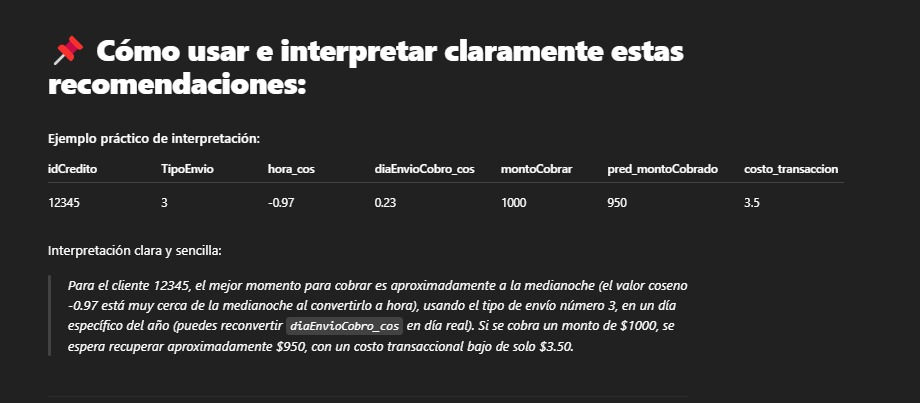 📌 Cómo usar e interpretar claramente estas
recomendaciones:
Ejemplo práctico de interpretación:
idCredito TipoEnvio hora_cos diaEnvioCobro_cos montoCobrar pred_montoCobrado costo_transaccion
12345 3 -0.97 0.23 1000 950 3.5
Interpretación clara y sencilla:
Para el cliente 12345, el mejor momento para cobrar es aproximadamente a la medianoche (el valor coseno
-0.97 está muy cerca de la medianoche al convertirlo a hora), usando el tipo de envío número 3, en un día
específico del año (puedes reconvertir diaEnvioCobro_cos en día real). Si se cobra un monto de $1000, se
espera recuperar aproximadamente $950, con un costo transaccional bajo de solo $3.50.